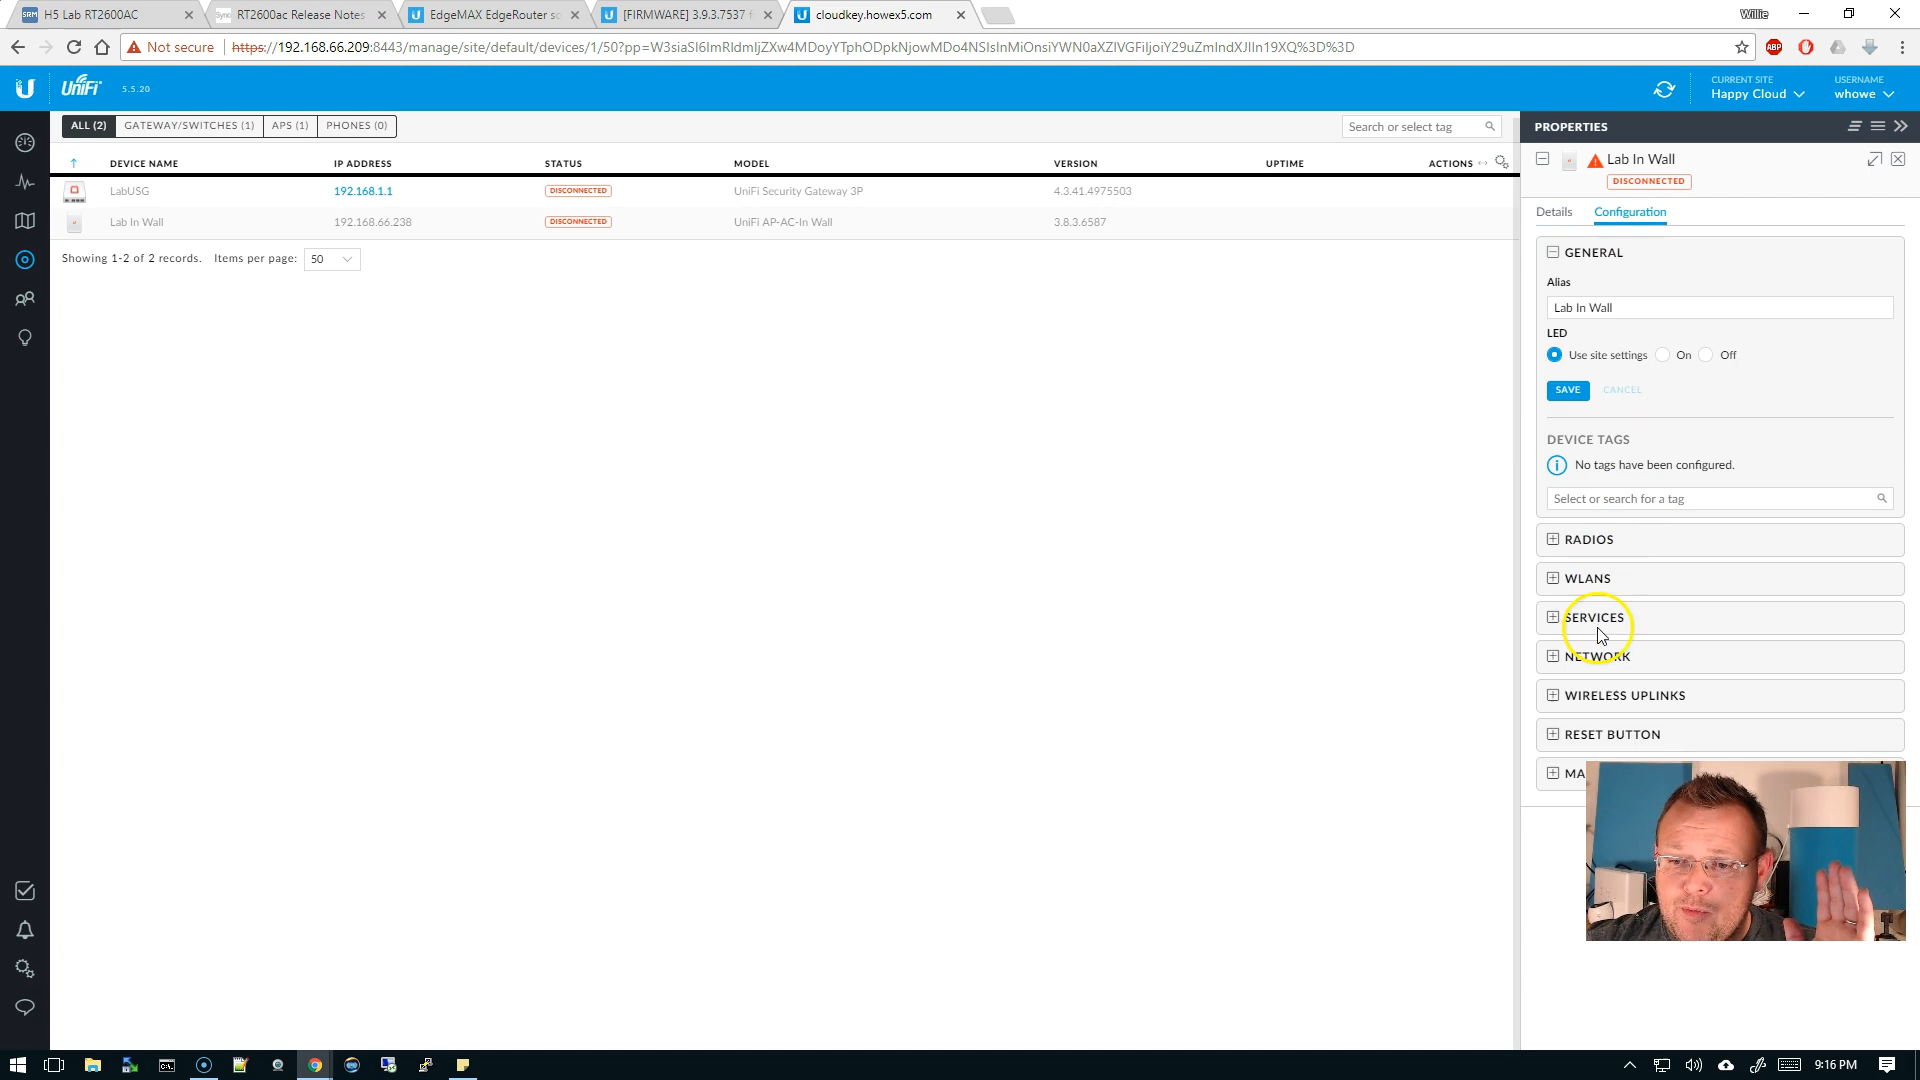 H5 Lab RT2600AC
RT2600ac Release Notes
EdgeMAX EdgeRouter so
[FIRMWARE] 3.9.3.7537 f
cloudkey.howex5.com
Willie
Not secure
https://192.168.66.209:8443/manage/site/default/devices/1/50?pp=
ABP
UniFi
5.5.20
CURRENT SITE
Happy Cloud
USERNAME
whowe
ALL (2)
GATEWAY/SWITCHES (1)
APS (1)
PHONES (0)
Search or select tag
DEVICE NAME
IP ADDRESS
STATUS
MODEL
VERSION
UPTIME
ACTIONS
LabUSG
192.168.1.1
DISCONNECTED
UniFi Security Gateway 3P
4.3.41.4975503
Lab In Wall
192.168.66.238
DISCONNECTED
UniFi AP-AC-In Wall
3.8.3.6587
Showing 1-2 of 2 records. Items per page: 50
PROPERTIES
Lab In Wall
DISCONNECTED
Details
Configuration
GENERAL
Alias
Lab In Wall
LED
Use site settings
On
Off
SAVE
CANCEL
DEVICE TAGS
No tags have been configured.
Select or search for a tag
RADIOS
WLANS
SERVICES
NETWORK
WIRELESS UPLINKS
RESET BUTTON
MA
9:16 PM